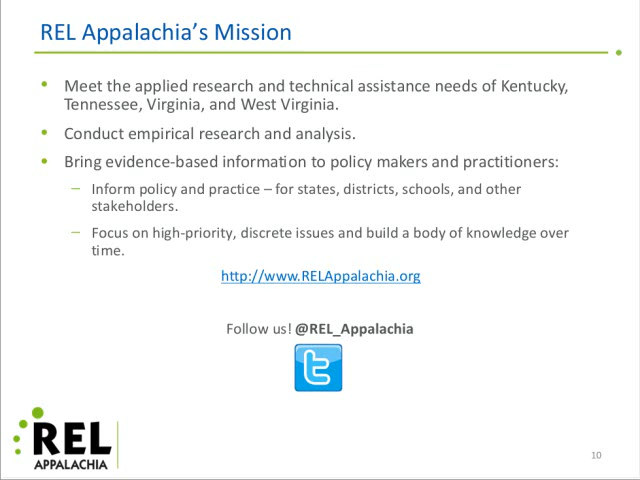 REL Appalachia’s Mission
• Meet the applied research and technical assistance needs of Kentucky,
Tennessee, Virginia, and West Virginia.
• Conduct empirical research and analysis.
• Bring evidence-based information to policy makers and practitioners:
– Inform policy and practice – for states, districts, schools, and other
stakeholders.
– Focus on high-priority, discrete issues and build a body of knowledge over
time.
http://www.RELAppalachia.org
Follow us! @REL_Appalachia
t
REL
APPALACHIA
10